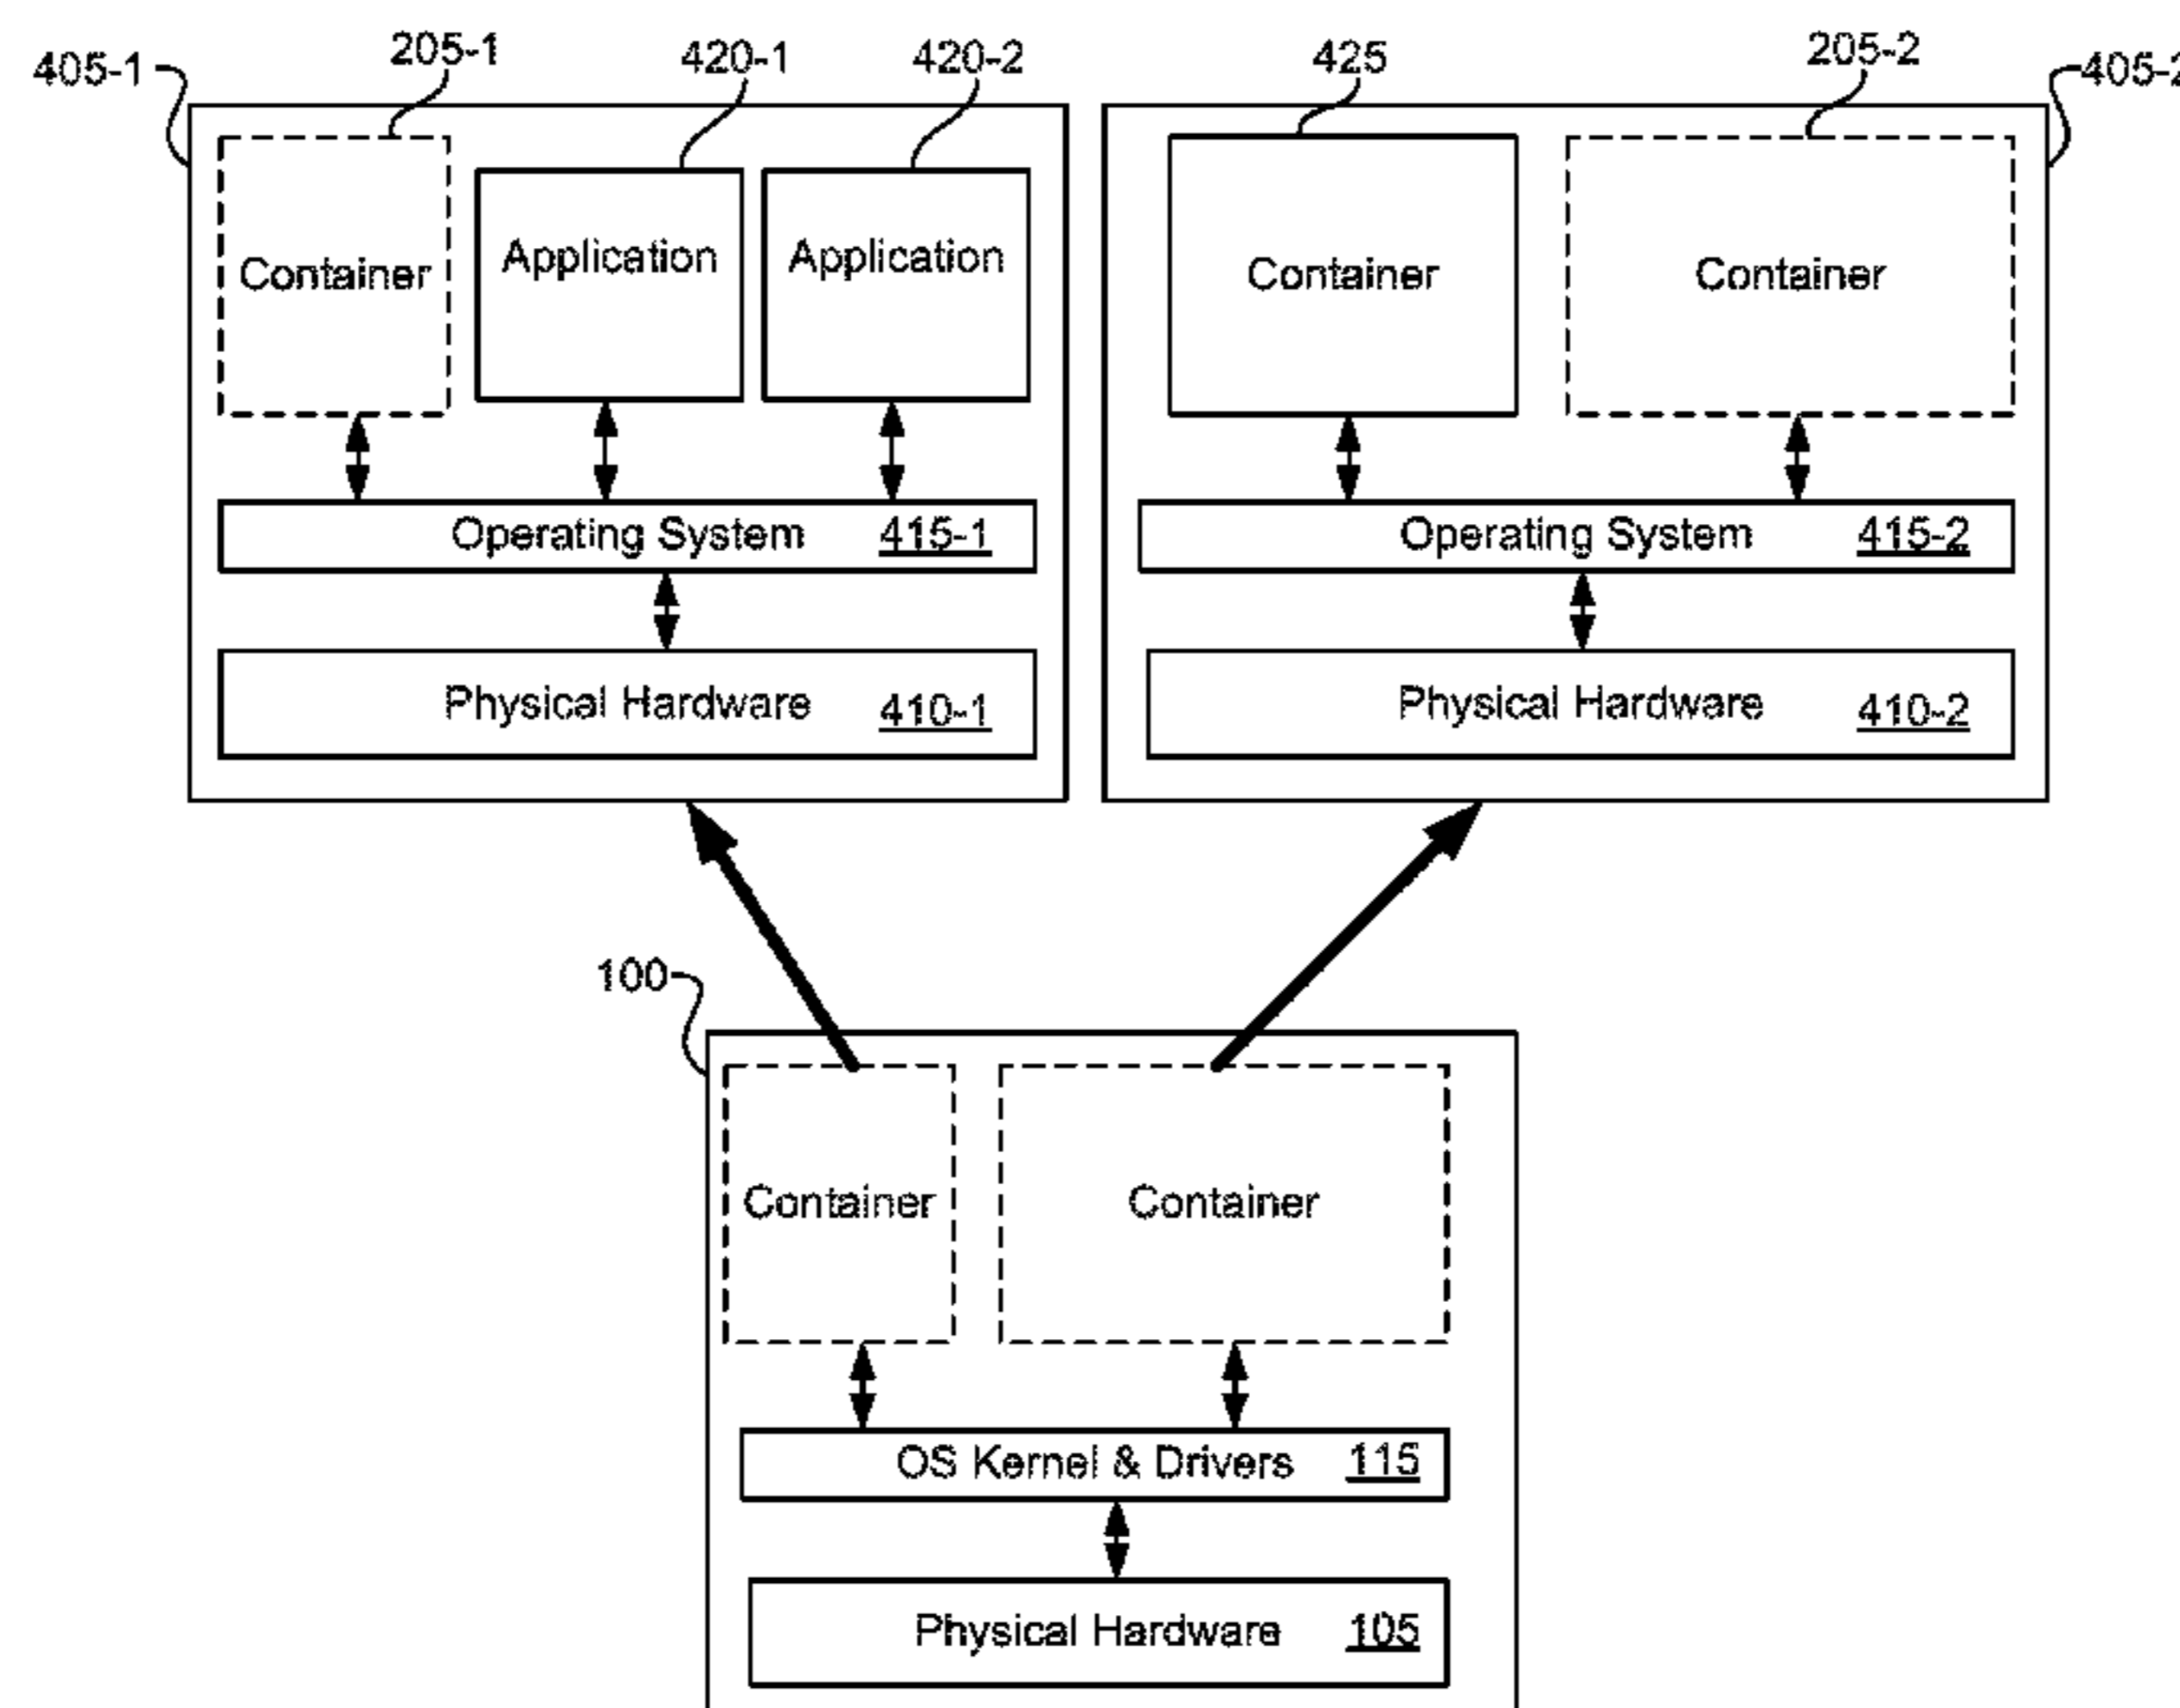 405-1
205-1
420-1
420-2
425
205-2
405-2
Container
Application
Application
Container
Container
Operating System 415-1
Operating System 415-2
Physical Hardware 410-1
Physical Hardware 410-2
100
Container
Container
OS Kernel & Drivers 115
Physical Hardware 105